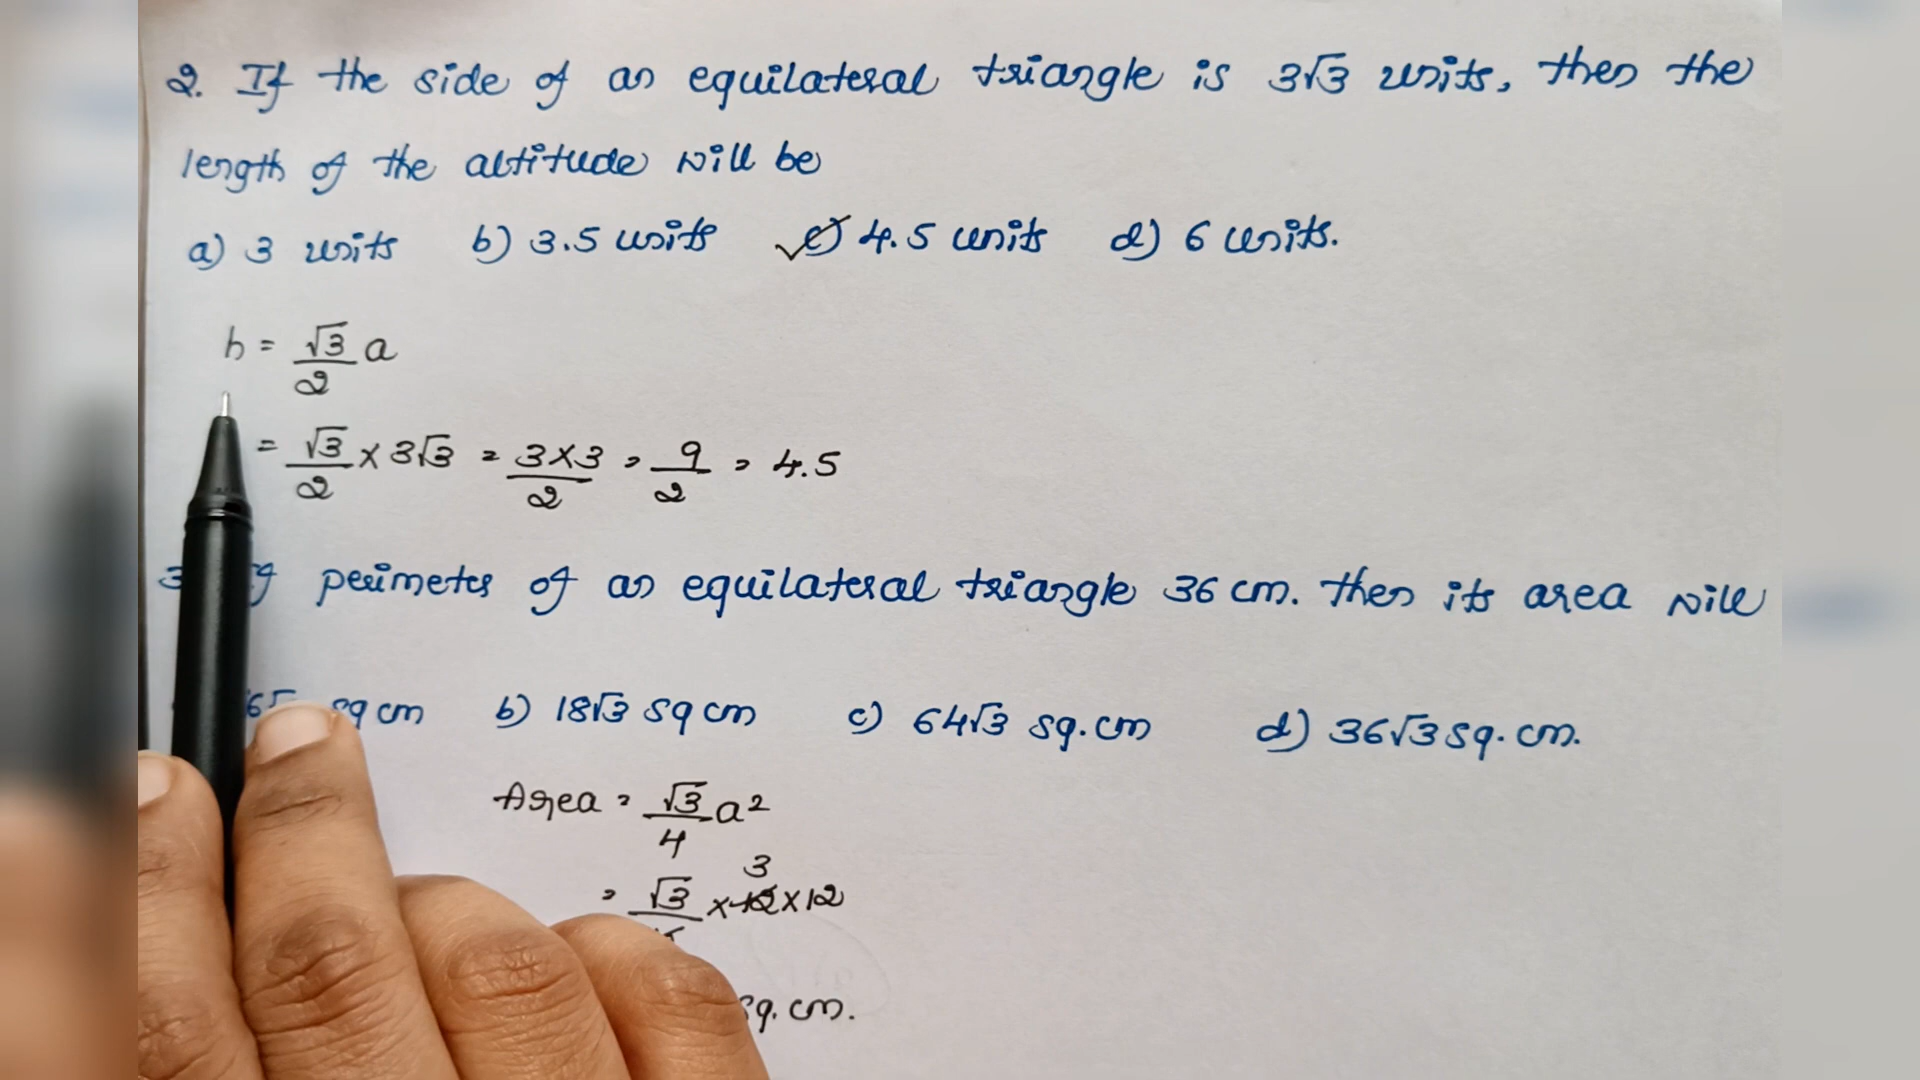 2. If the side of an equilateral triangle is 3√3 units, then the
length of the altitude will be
a) 3 units b) 3.5 units c) 4.5 units d) 6 units.
h = √3/2 a
= √3/2 × 3√3 = 3×3/2 = 9/2 = 4.5
3 If perimeter of an equilateral triangle 36 cm. then its area will
sq cm b) 18√3 sq cm c) 64√3 sq.cm d) 36√3 sq.cm.
Area = √3/4 a²
3
= √3 × 12 × 12
sq.cm.